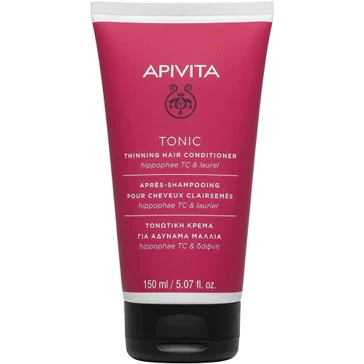 APIVITA
TONIC
THINNING HAIR CONDITIONER
hippophae TC & laurel
APRÈS-SHAMPOOING
POUR CHEVEUX CLAIRSEMÉS
hippophae TC & laurier
ΤΟΝΩΤΙΚΗ ΚΡΕΜΑ
ΓΙΑ ΑΔΥΝΑΜΑ ΜΑΛΛΙΑ
hippophae TC & δάφνη
150 ml / 5.07 fl. oz.